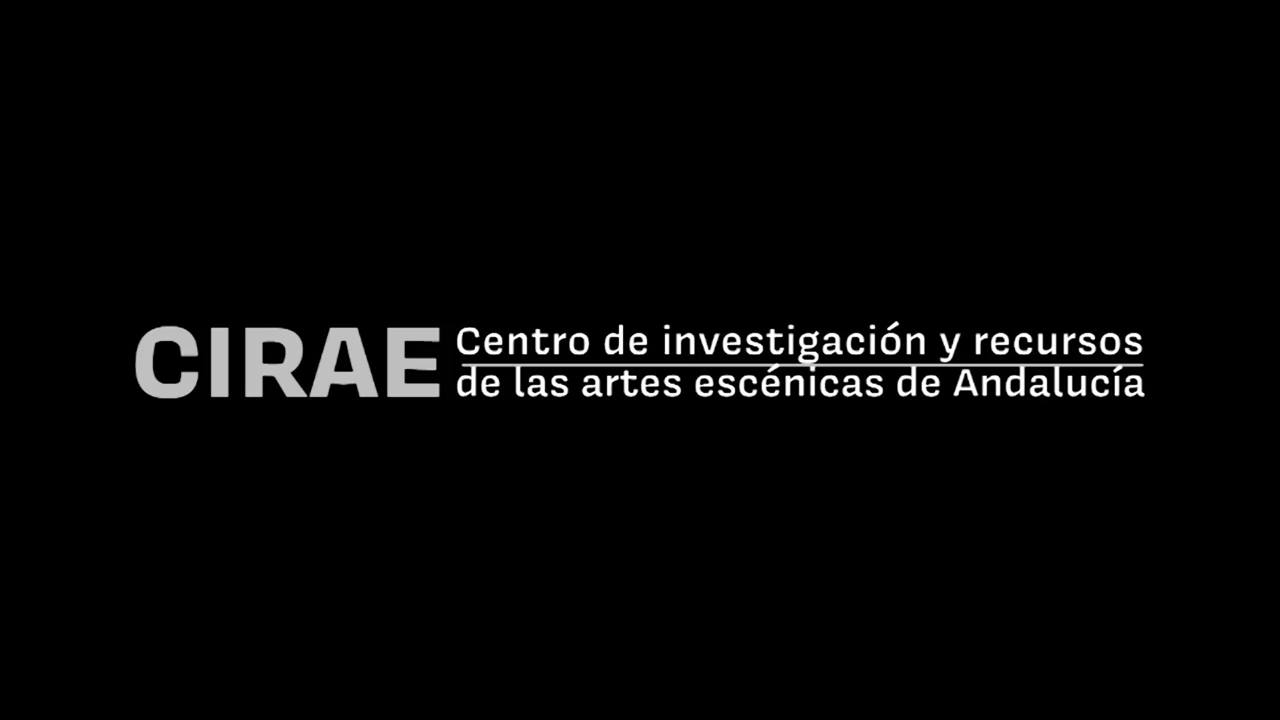 CIRAE
Centro de investigación y recursos
de las artes escénicas de Andalucía